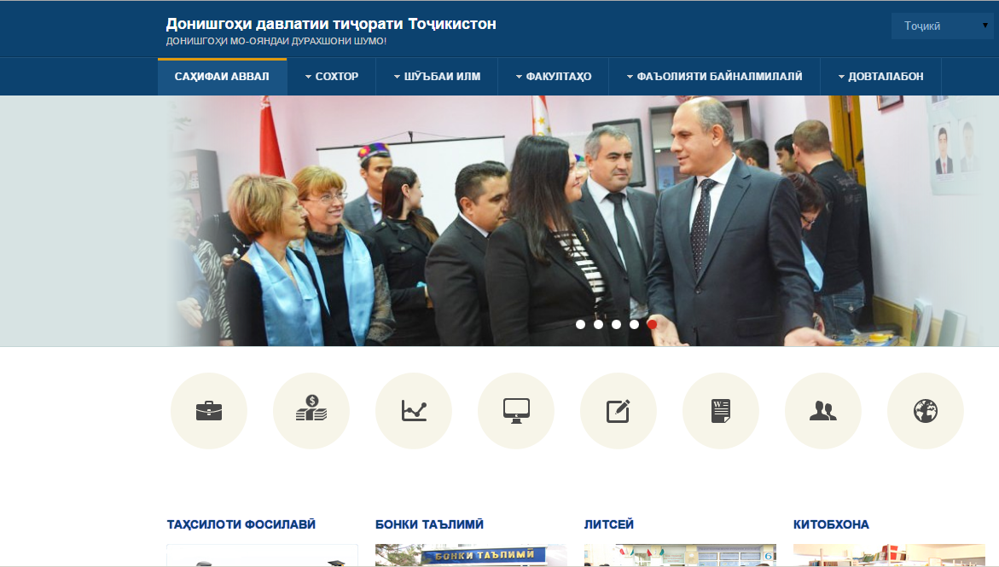 Донишгоҳи давлатии тиҷорати Тоҷикистон
ДОНИШГОҲИ МО-ОЯНДАИ ДУРАХШОНИ ШУМО!
Тоҷикӣ
САҲИФАИ АВВАЛ СОХТОР ШӮЪБАИ ИЛМ ФАКУЛТАҲО ФАЪОЛИЯТИ БАЙНАЛМИЛАЛӢ ДОВТАЛАБОН
$
W
ТАҲСИЛОТИ ФОСИЛАВӢ БОНКИ ТАЪЛИМӢ ЛИТСЕЙ КИТОБХОНА
БОНКИ ТАЪЛИМӢ
6